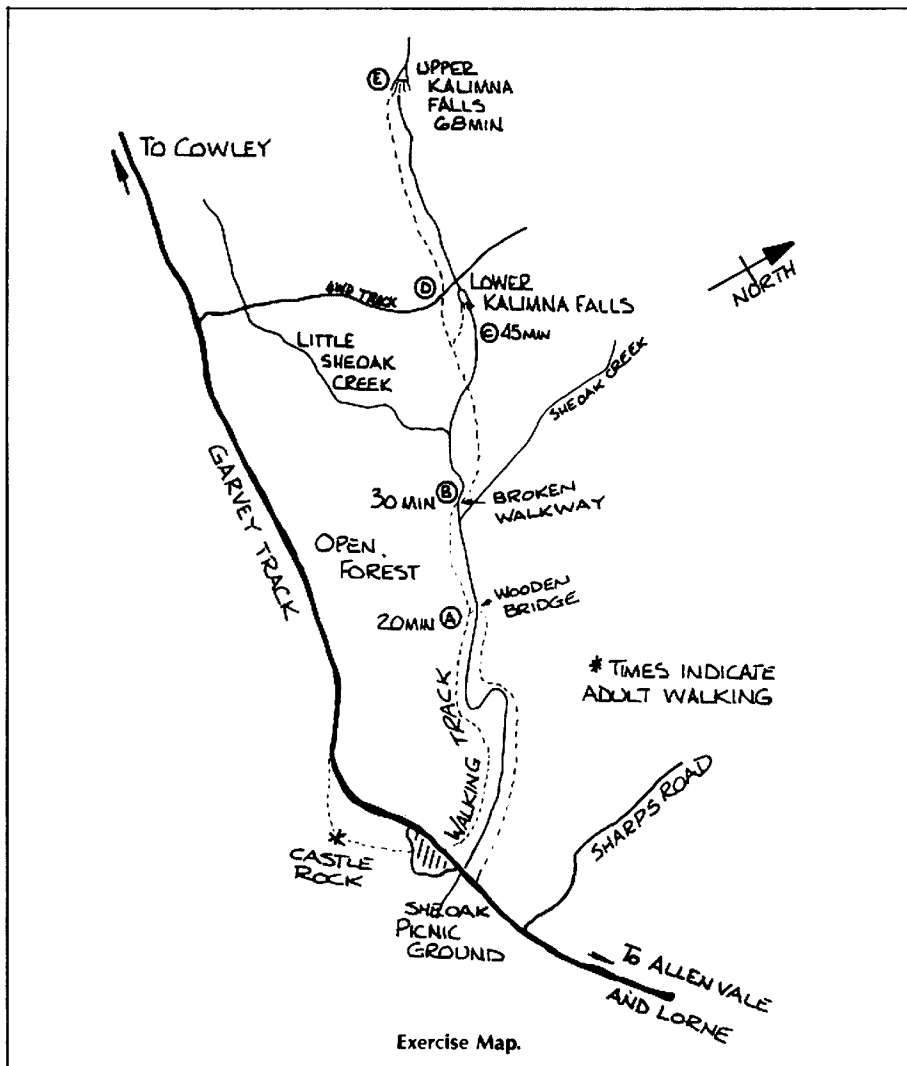 Ⓔ UPPER
KALIMNA
FALLS
68MIN
TO COWLEY
NORTH
4WD TRACK
Ⓓ
LOWER
KALIMNA FALLS
Ⓒ 45MIN
LITTLE
SHEOAK
CREEK
SHEOAK CREEK
GARVEY TRACK
30 MIN Ⓑ
BROKEN
WALKWAY
OPEN
FOREST
WOODEN
BRIDGE
20MIN Ⓐ
* TIMES INDICATE
ADULT WALKING
WALKING TRACK
SHARPS ROAD
CASTLE
ROCK
SHEOAK
PICNIC
GROUND
TO ALLENVALE
AND LORNE
Exercise Map.